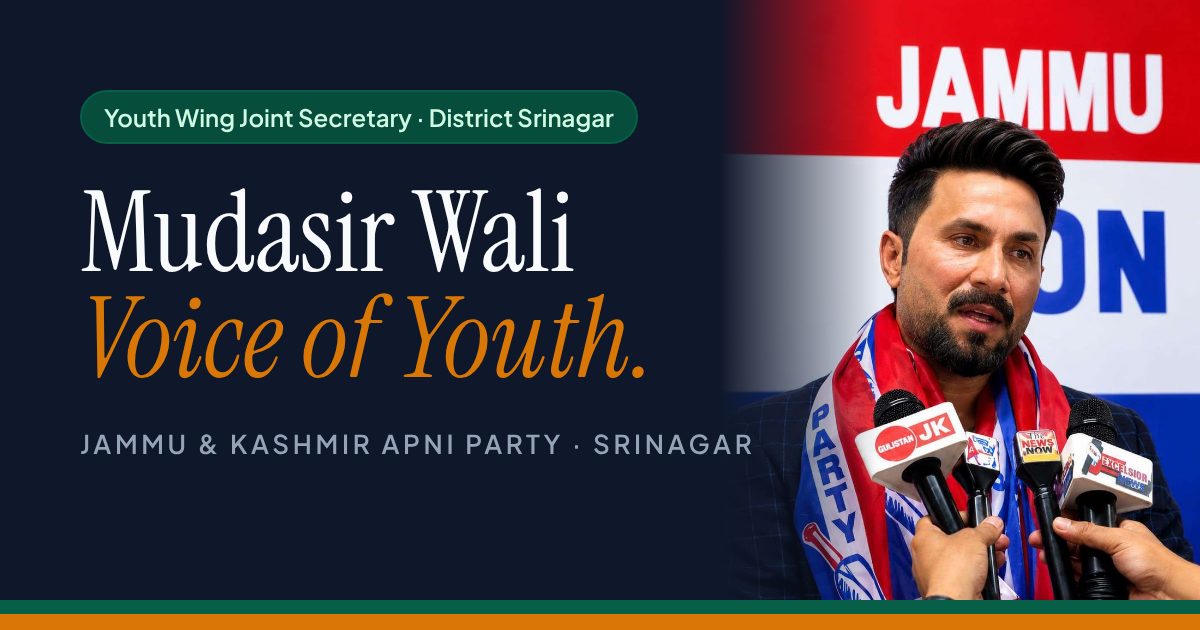 Youth Wing Joint Secretary · District Srinagar
Mudasir Wali
Voice of Youth.
JAMMU & KASHMIR APNI PARTY · SRINAGAR
JAMMU
ON
PARTY
GULISTAN JK
NEWS
NOW
EXCELSIOR
NEWS